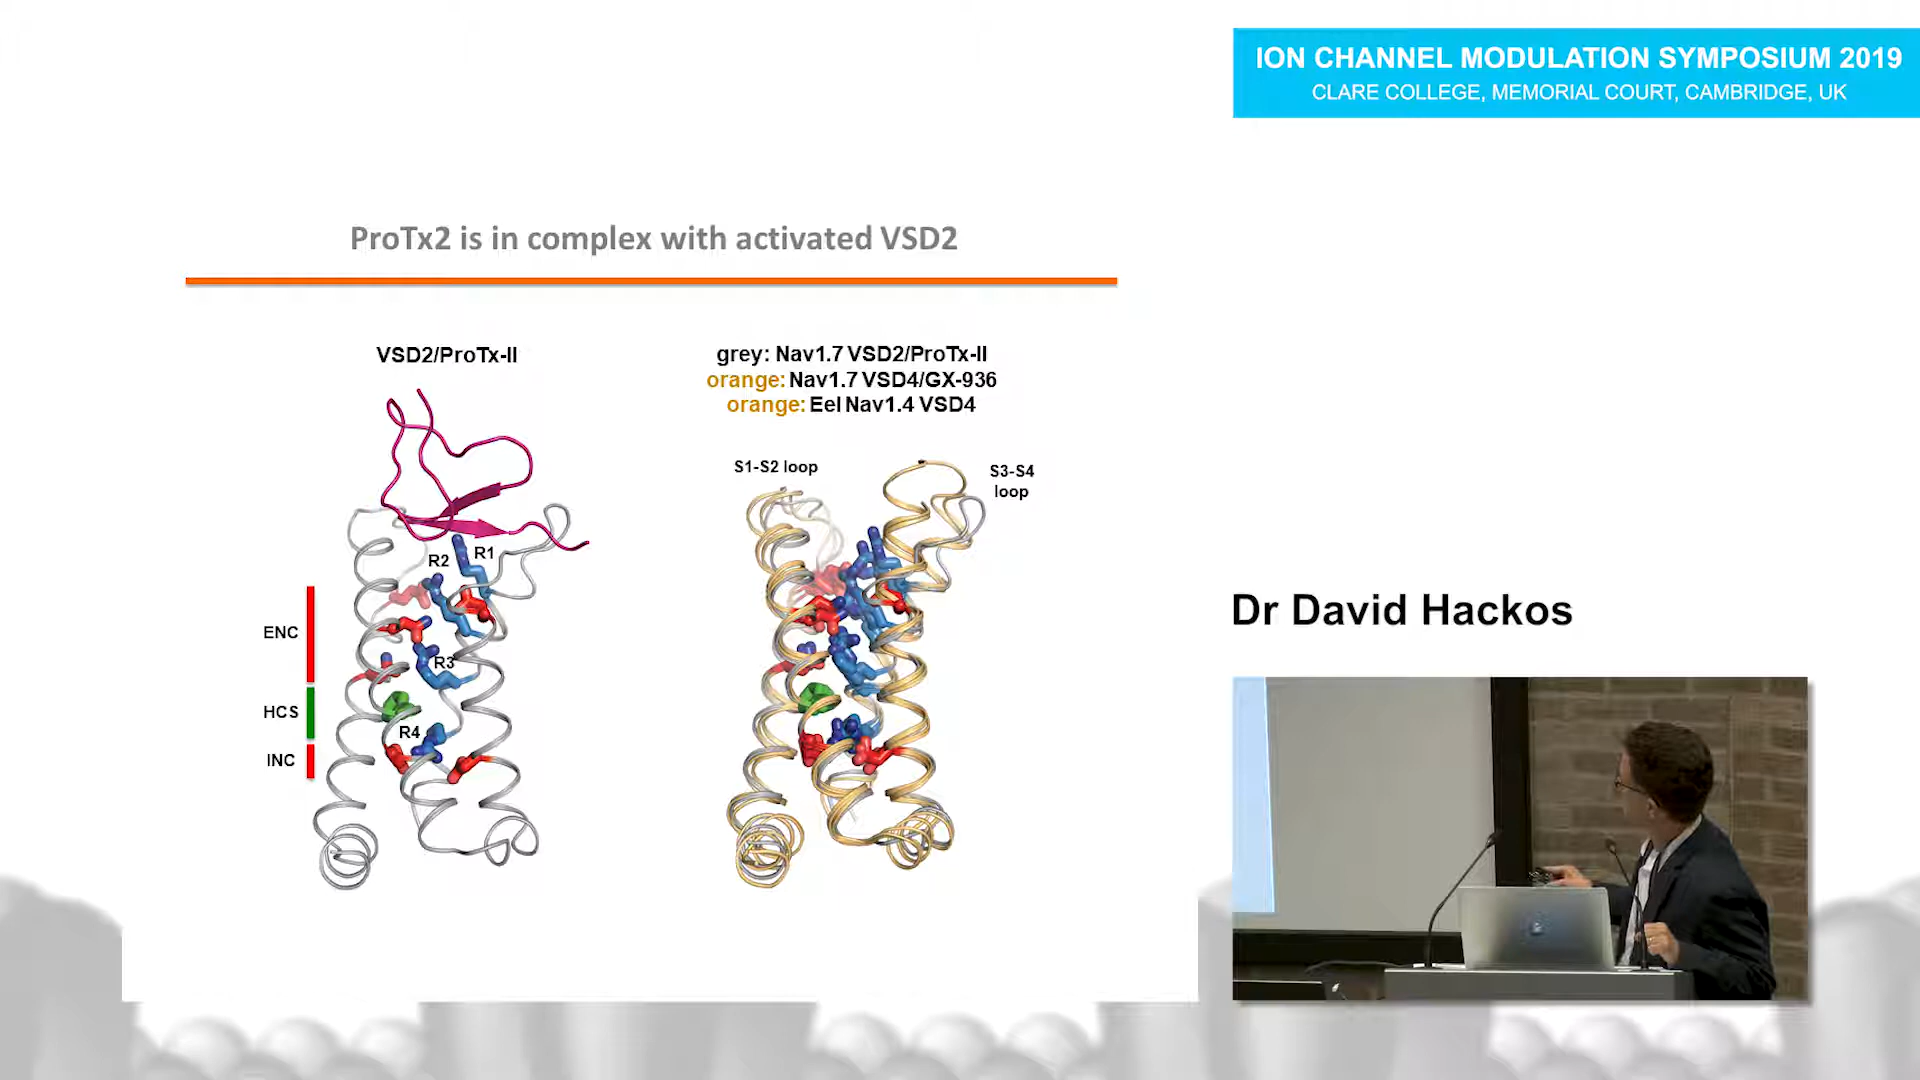 ION CHANNEL MODULATION SYMPOSIUM 2019
CLARE COLLEGE, MEMORIAL COURT, CAMBRIDGE, UK
ProTx2 is in complex with activated VSD2
VSD2/ProTx-II
R1
R2
R3
R4
ENC
HCS
INC
grey: Nav1.7 VSD2/ProTx-II
orange: Nav1.7 VSD4/GX-936
orange: Eel Nav1.4 VSD4
S1-S2 loop
S3-S4
loop
Dr David Hackos